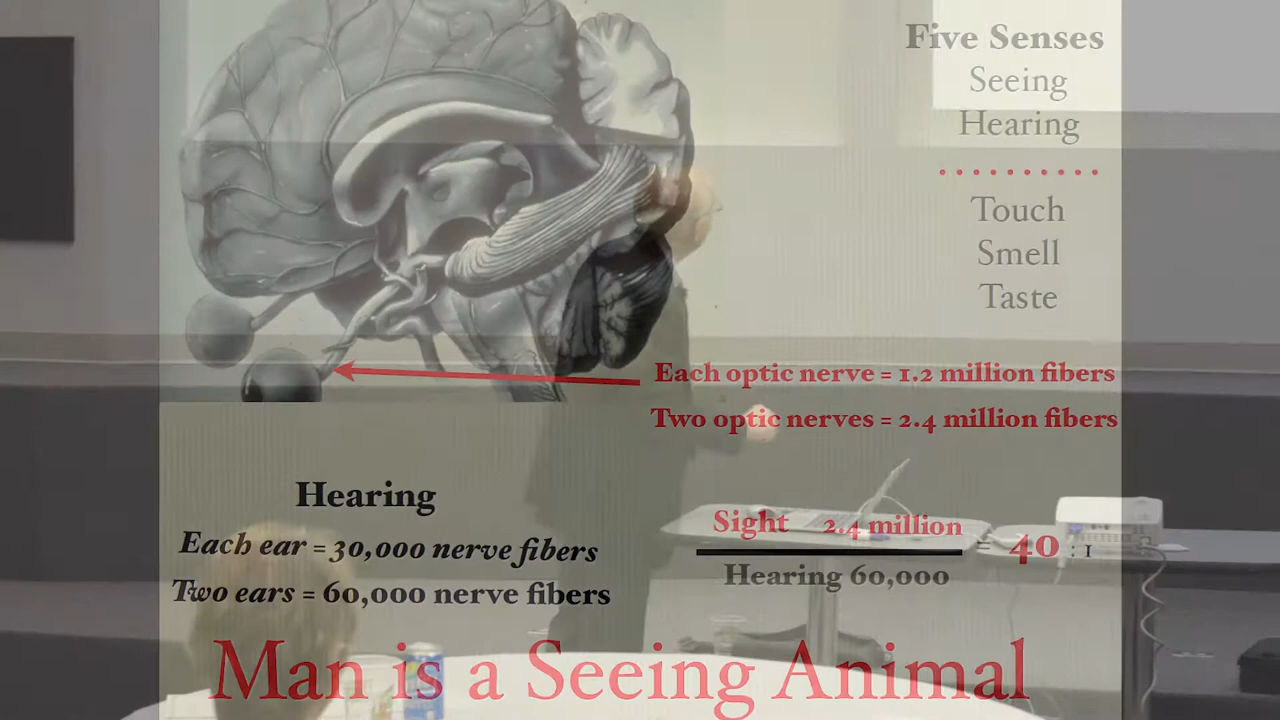 Five Senses
Seeing
Hearing
Touch
Smell
Taste
Each optic nerve = 1.2 million fibers
Two optic nerves = 2.4 million fibers
Hearing
Each ear = 30,000 nerve fibers
Two ears = 60,000 nerve fibers
Sight 2.4 million
Hearing 60,000
= 40 : 1
Man is a Seeing Animal